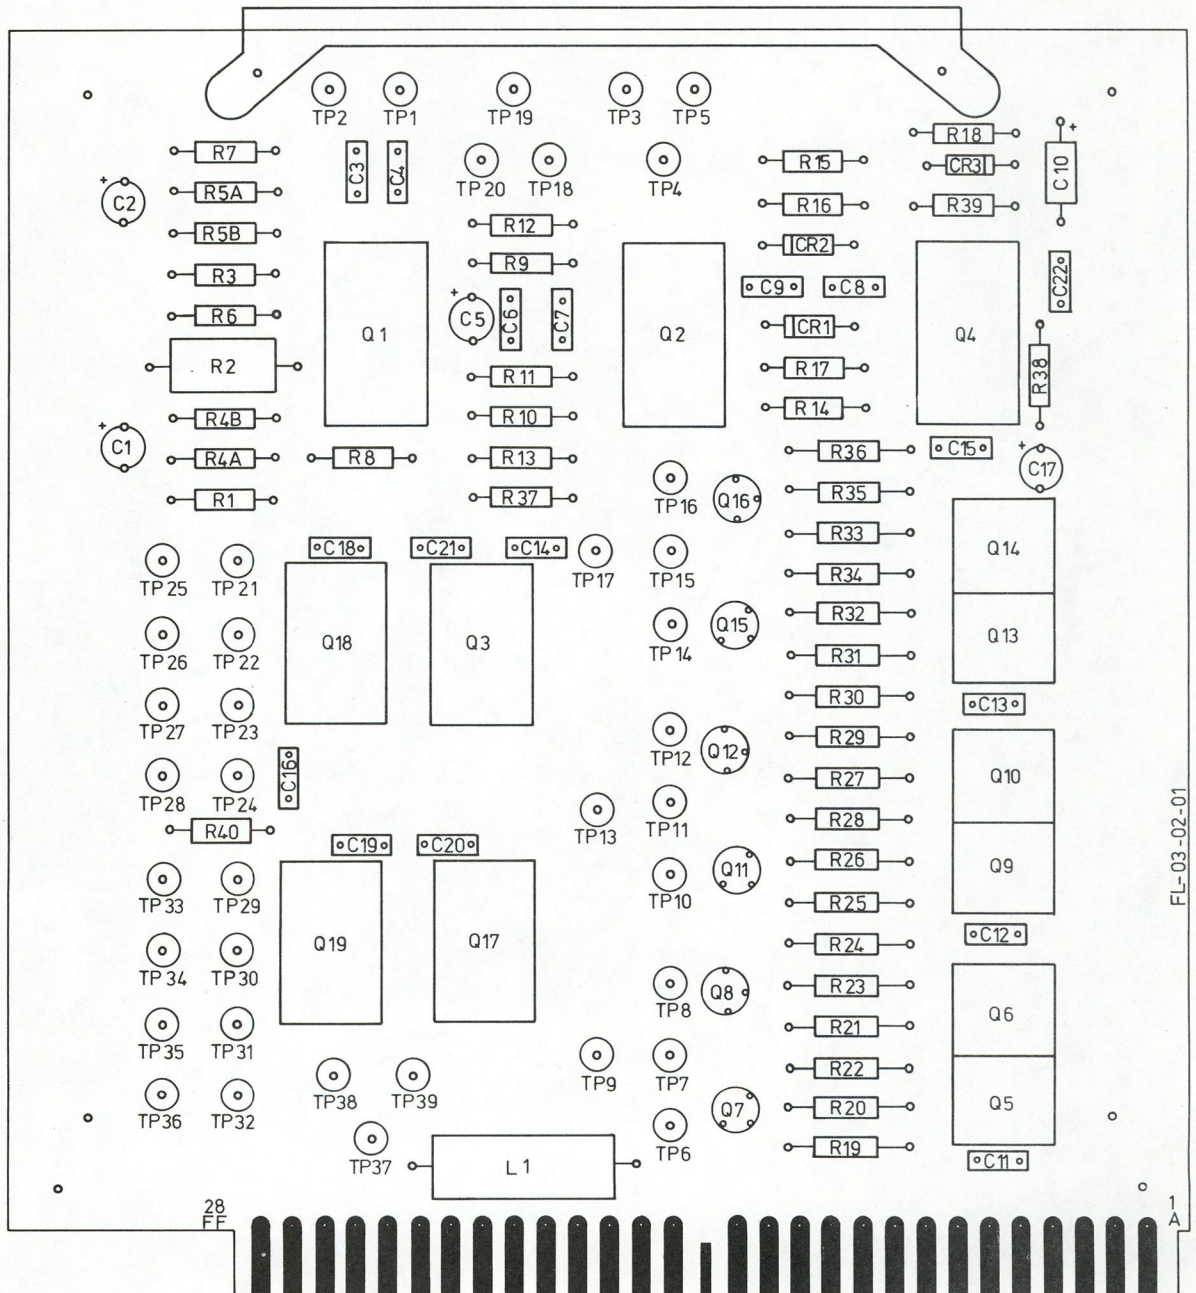 TP2 TP1 TP19 TP3 TP5
R18
R7 C3 C4 TP20 TP18 TP4 R15 CR3 + C10
+ C2 R5A R16 R39
R5B R12 CR2
R3 R9 C9 C8 C22
R6 + C5 C6 C7 CR1
Q1 Q2 Q4
R2 R11 R17 R38
R4B R10 R14
+ C1 R4A R8 R13 R36 C15 + C17
R1 R37 TP16 Q16 R35
C18 C21 C14 R33 Q14
TP25 TP21 TP17 TP15 R34
R32
TP26 TP22 Q18 Q3 TP14 Q15 R31 Q13
R30 C13
TP27 TP23 R29
C16 TP12 Q12 R27 Q10
TP28 TP24 R28
R40 TP13 TP11
C19 C20 R26 Q9
TP33 TP29 TP10 Q11 R25
C12
TP34 TP30 Q19 Q17 R24
R23
TP8 Q8 Q6
TP35 TP31 R21
TP9 TP7 R22
TP38 TP39 Q5
TP36 TP32 Q7 R20
TP37 TP6 R19
L1 C11
FL-03-02-01
28 1
FF A